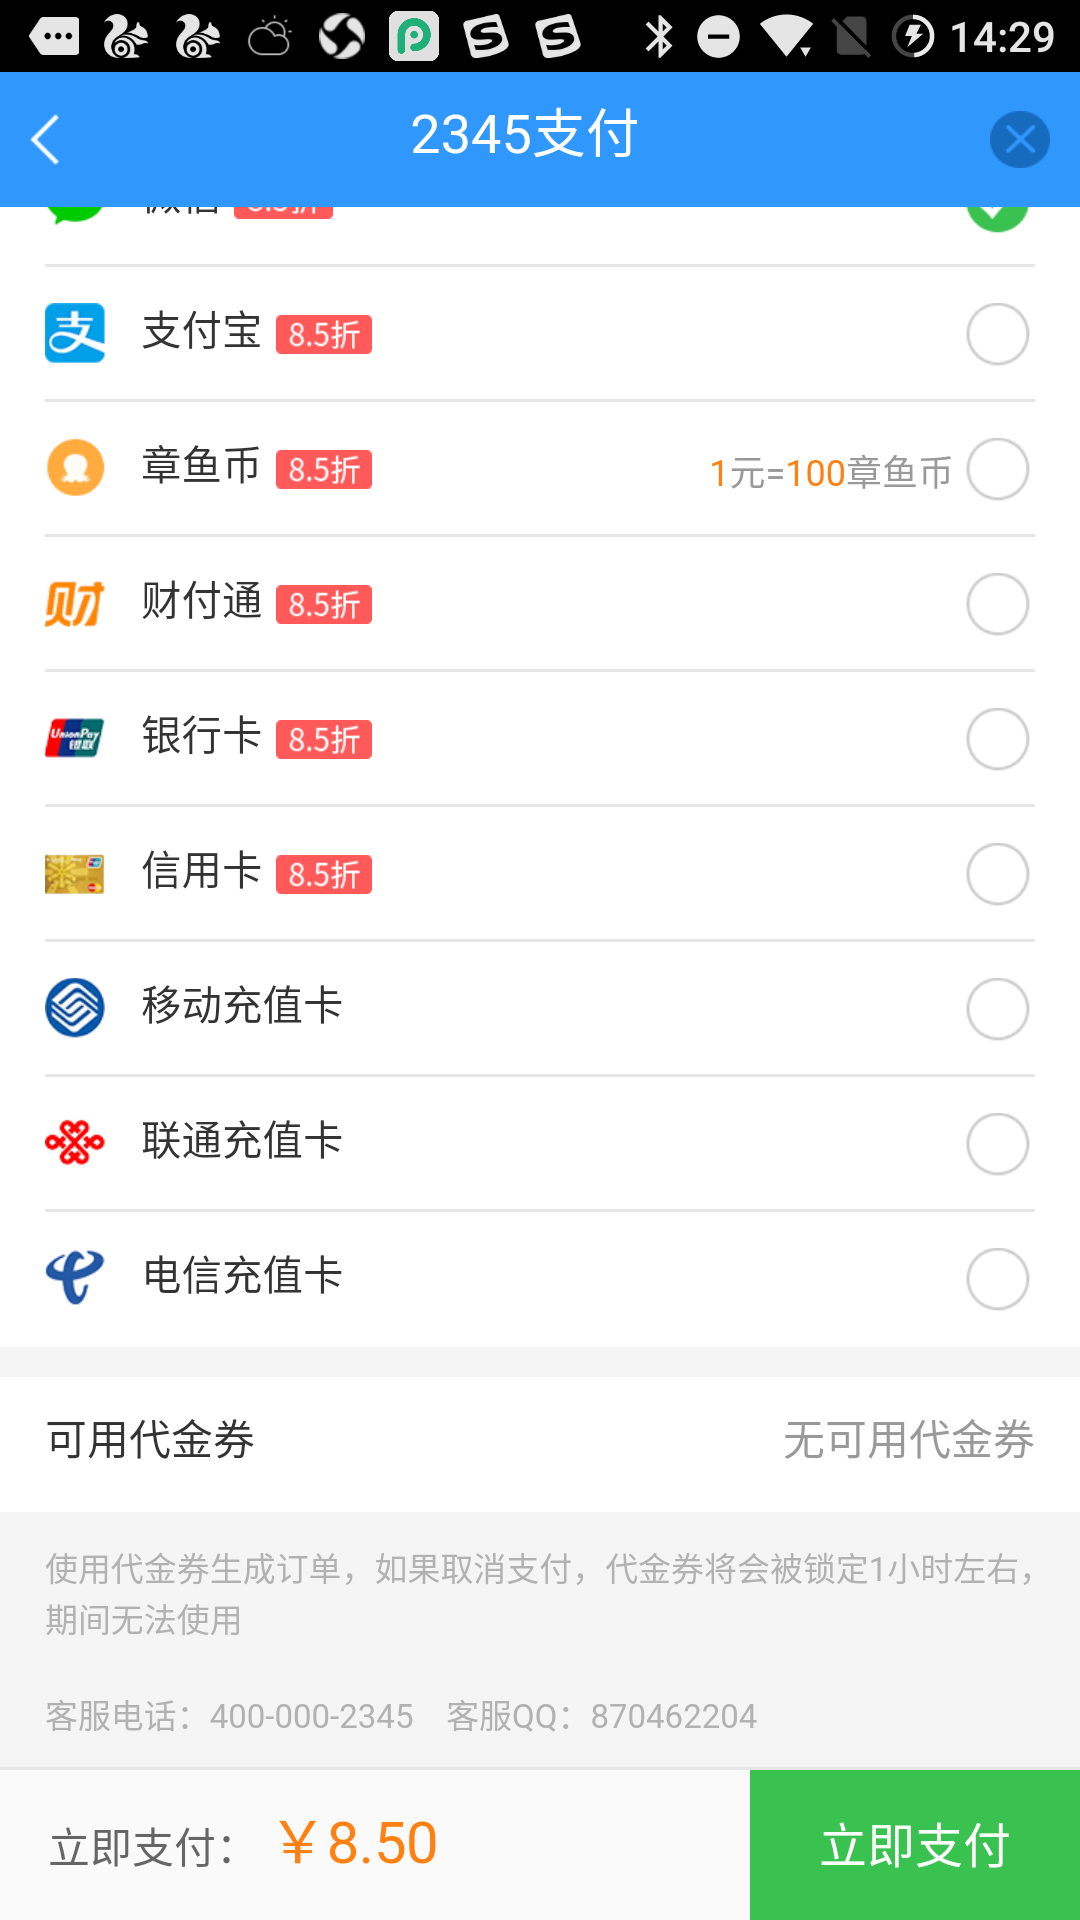 14:29
2345支付
微信 8.5折
支付宝 8.5折
章鱼币 8.5折 1元=100章鱼币
财付通 8.5折
银行卡 8.5折
信用卡 8.5折
移动充值卡
联通充值卡
电信充值卡
可用代金券 无可用代金券
使用代金券生成订单，如果取消支付，代金券将会被锁定1小时左右，
期间无法使用
客服电话：400-000-2345 客服QQ：870462204
立即支付：￥8.50 立即支付